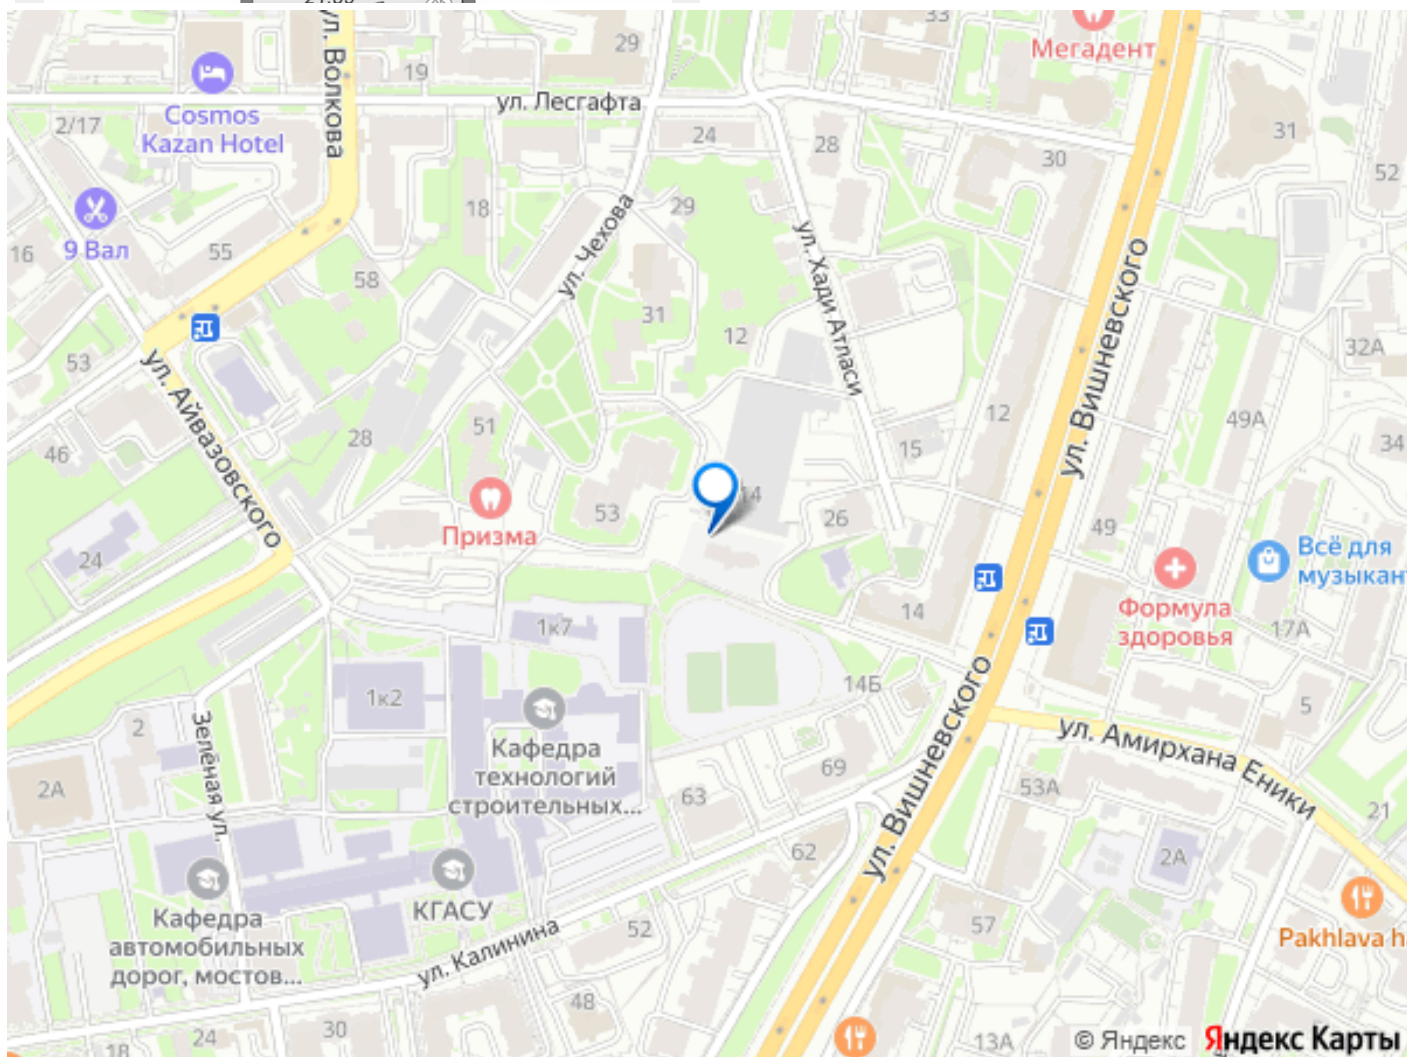 33
Мегадент
29
ул. Волкова
19
Cosmos
Kazan Hotel
ул. Лесгафта
2/17
24
28
30
31
52
18
29
ул. Чехова
9 Вал
16
55
58
ул. Хади Атласи
ул. Вишневского
31
12
32А
53
ул. Айвазовского
28
51
12
49А
34
46
15
14
Призма
53
26
49
24
Всё для
музыкан
Формула
здоровья
1к7
14
17А
1к2
14Б
5
2
Зелёная ул.
Кафедра
технологий
строительных...
ул. Вишневского
ул. Амирхана Еники
2А
69
63
53А
21
62
2А
КГАСУ
Кафедра
автомобильных
дорог, мостов...
ул. Калинина
52
57
Pakhlava h
48
30
24
18
13А
© Яндекс Яндекс Карты